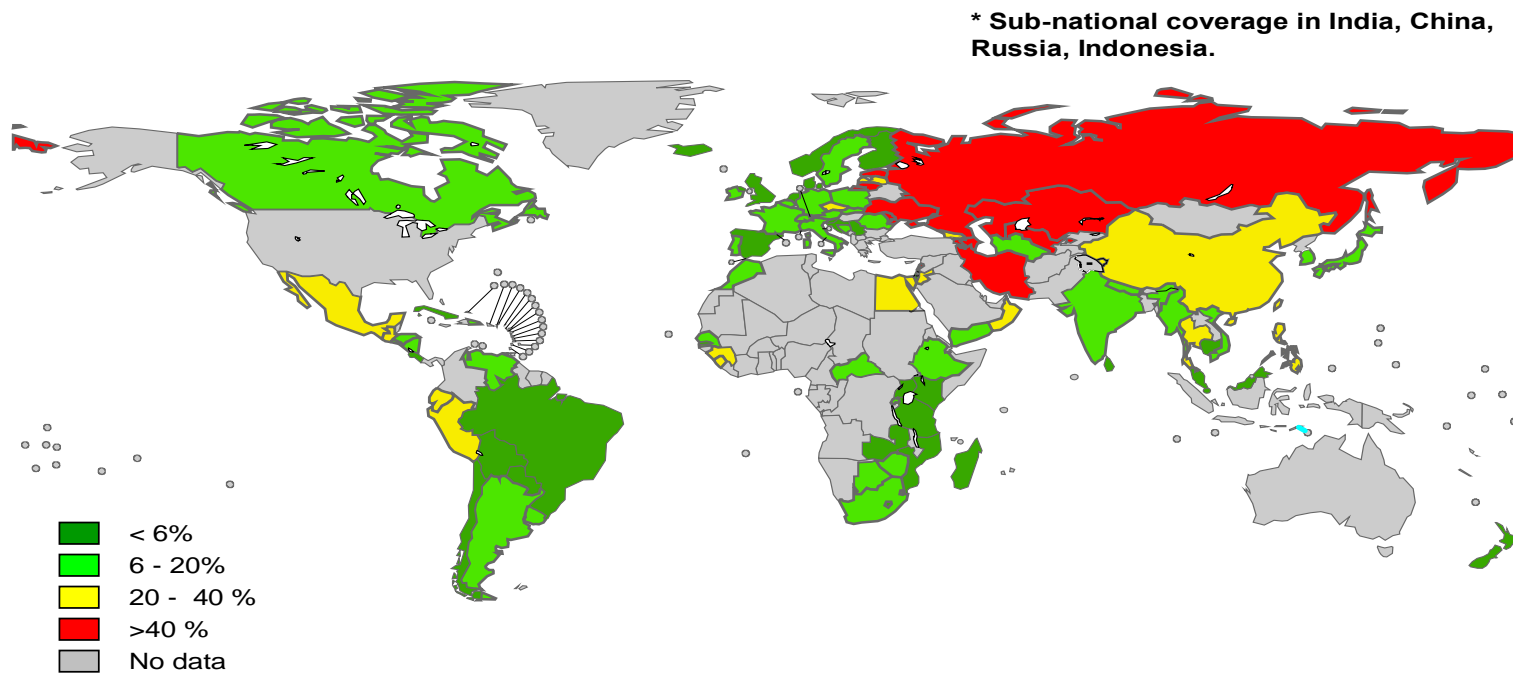 * Sub-national coverage in India, China,
Russia, Indonesia.
< 6%
6 - 20%
20 - 40 %
>40 %
No data